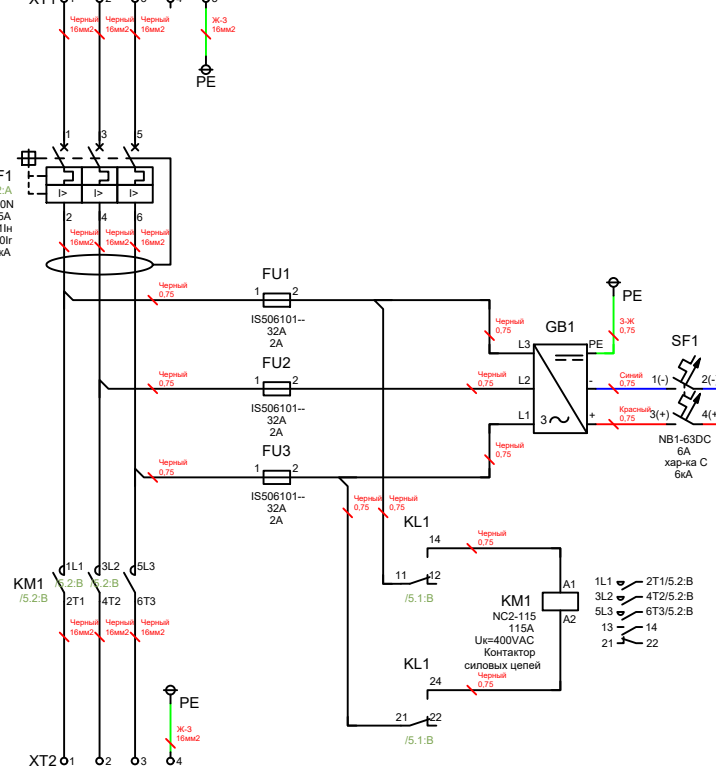 XT1 1 2 3 4 5
Черный Черный Черный Ж-З
16мм2 16мм2 16мм2 16мм2
PE
1 3 5
F1
2:A
I> I> I>
0N
5A
1Iн
0Ir
кА
2 4 6
Черный Черный Черный
16мм2 16мм2 16мм2
Черный
0,75
FU1
1 2
IS506101--
32A
2A
Черный
0,75
PE
З-Ж
0,75
GB1
SF1
L3 PE
FU2
Черный
0,75
1 2
IS506101--
32A
2A
Черный
0,75
L2 -
Синий
0,75
1(-) 2(-
L1 3 +
Красный
0,75
3(+) 4(+
NB1-63DC
6A
хар-ка C
6кА
FU3
Черный
0,75
1 2
IS506101--
32A
2A
Черный
0,75
Черный Черный
0,75 0,75
KL1
14
Черный
0,75
11 12
/5.1:B
KM1
/5.2:B
1L1 3L2 5L3
/5.2:B /5.2:B
2T1 4T2 6T3
Черный Черный Черный
16мм2 16мм2 16мм2
KM1
NC2-115
115A
Uк=400VAC
Контактор
силовых цепей
A1
A2
1L1 2T1/5.2:B
3L2 4T2/5.2:B
5L3 6T3/5.2:B
13 14
21 22
KL1
24
Черный
0,75
21 22
/5.1:B
PE
Ж-З
16мм2
XT2 1 2 3 4